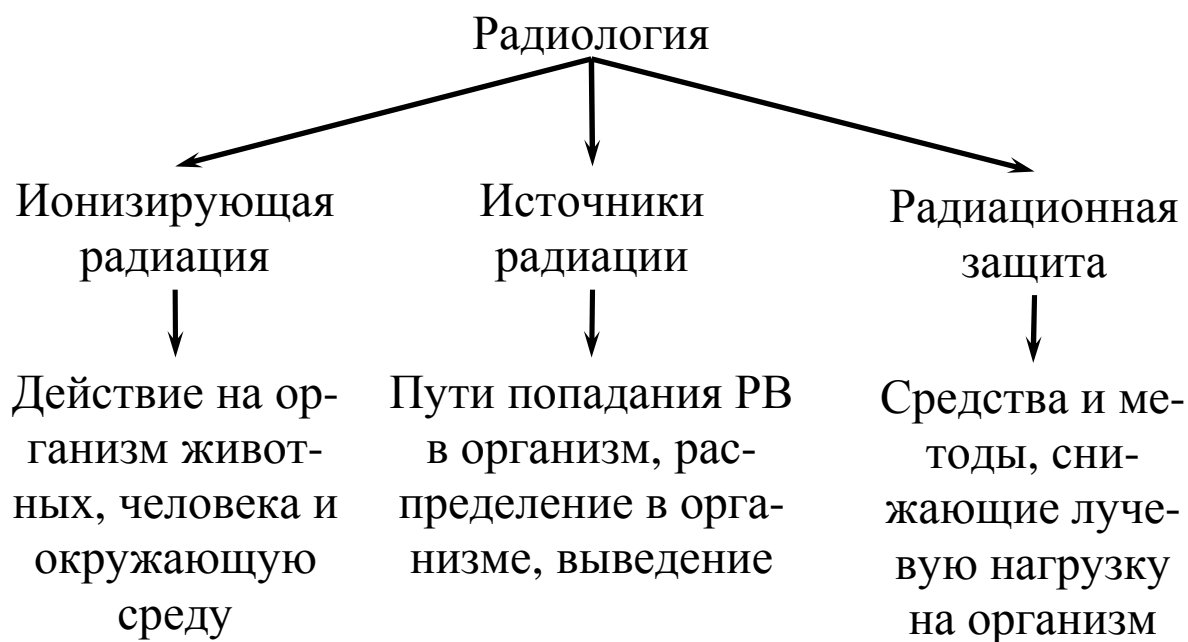 Радиология
Ионизирующая
радиация
Источники
радиации
Радиационная
защита
Действие на ор-
ганизм живот-
ных, человека и
окружающую
среду
Пути попадания РВ
в организм, рас-
пределение в орга-
низме, выведение
Средства и ме-
тоды, сни-
жающие луче-
вую нагрузку
на организм